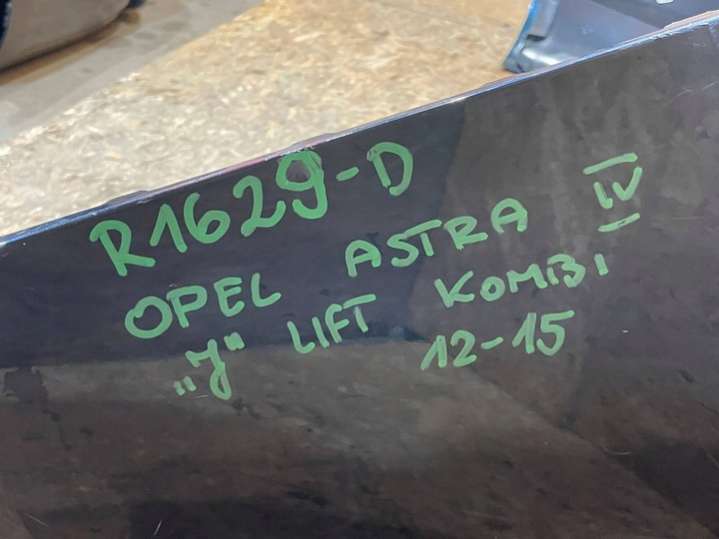 R1629-D
OPEL ASTRA IV
„J" LIFT KOMBI
12-15